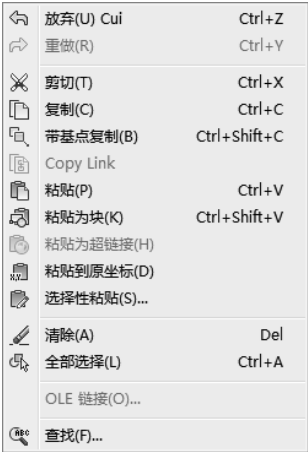 放弃(U) Cui Ctrl+Z
重做(R) Ctrl+Y
剪切(T) Ctrl+X
复制(C) Ctrl+C
带基点复制(B) Ctrl+Shift+C
Copy Link
粘贴(P) Ctrl+V
粘贴为块(K) Ctrl+Shift+V
粘贴为超链接(H)
粘贴到原坐标(D)
选择性粘贴(S)...
清除(A) Del
全部选择(L) Ctrl+A
OLE 链接(O)...
查找(F)...